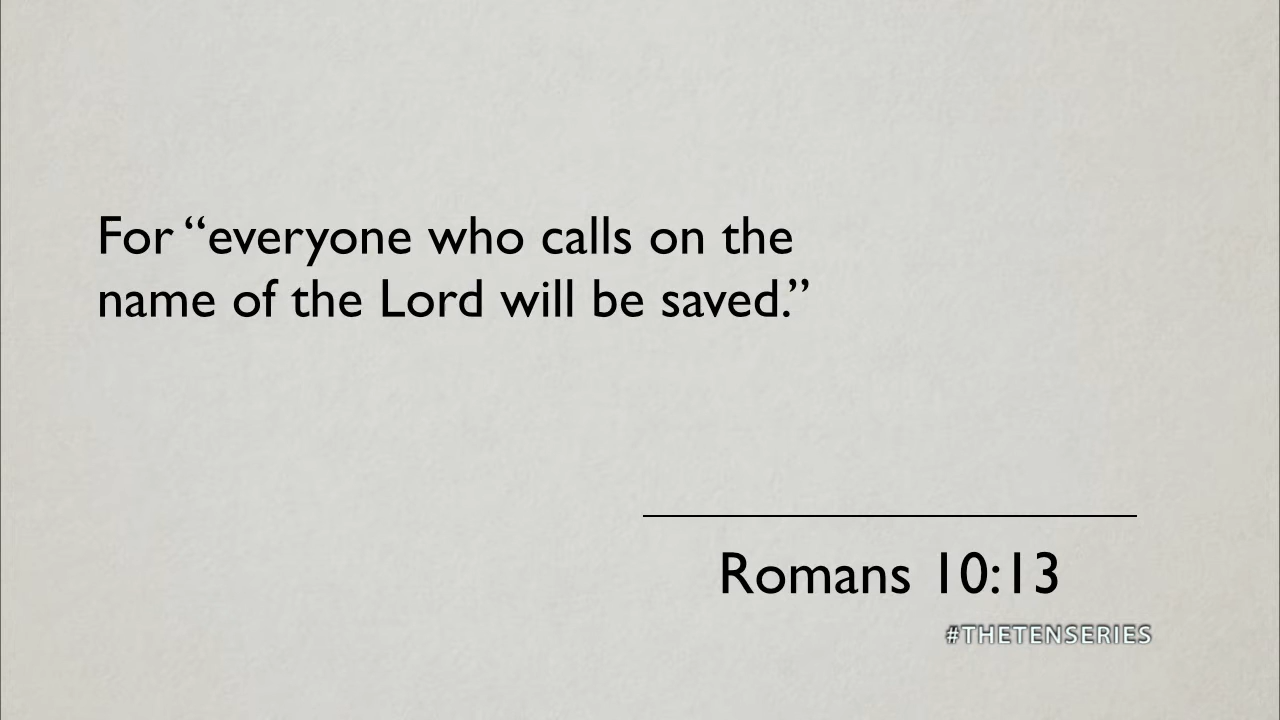 For “everyone who calls on the
name of the Lord will be saved.”
Romans 10:13
#THETENSERIES